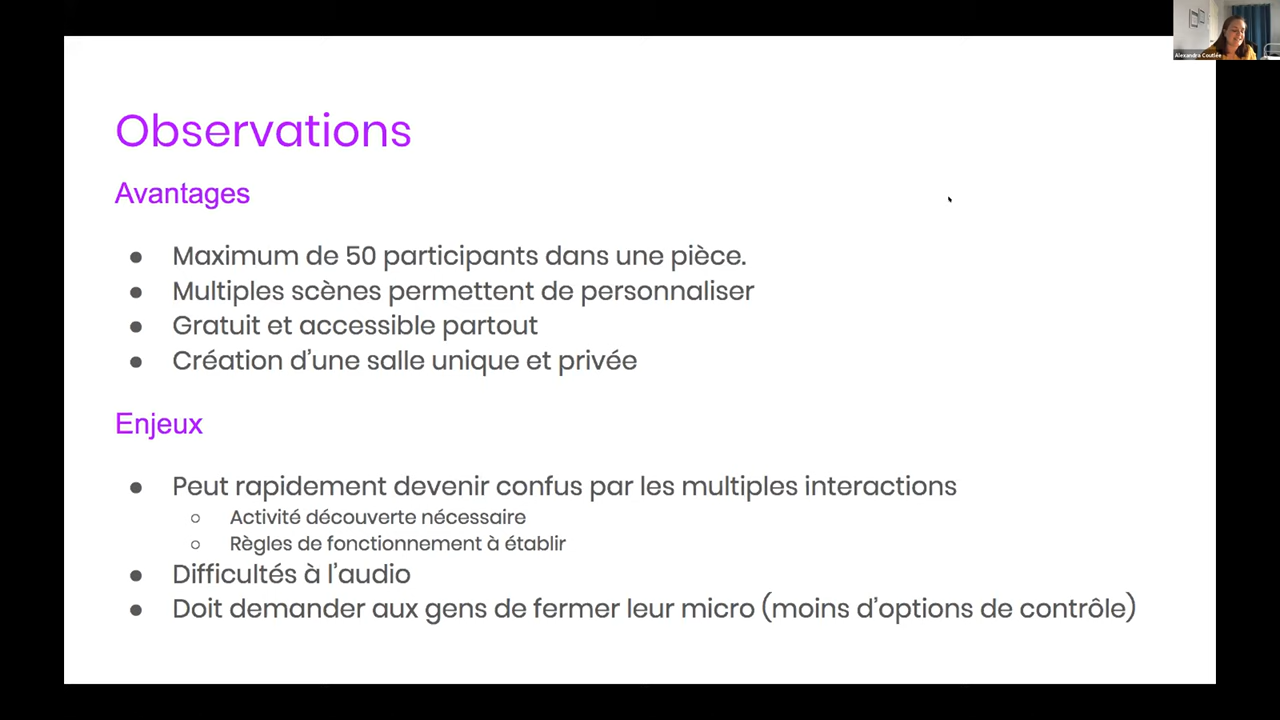 Alexandra Coutlée
Observations
Avantages
● Maximum de 50 participants dans une pièce.
● Multiples scènes permettent de personnaliser
● Gratuit et accessible partout
● Création d’une salle unique et privée
Enjeux
● Peut rapidement devenir confus par les multiples interactions
○ Activité découverte nécessaire
○ Règles de fonctionnement à établir
● Difficultés à l’audio
● Doit demander aux gens de fermer leur micro (moins d’options de contrôle)